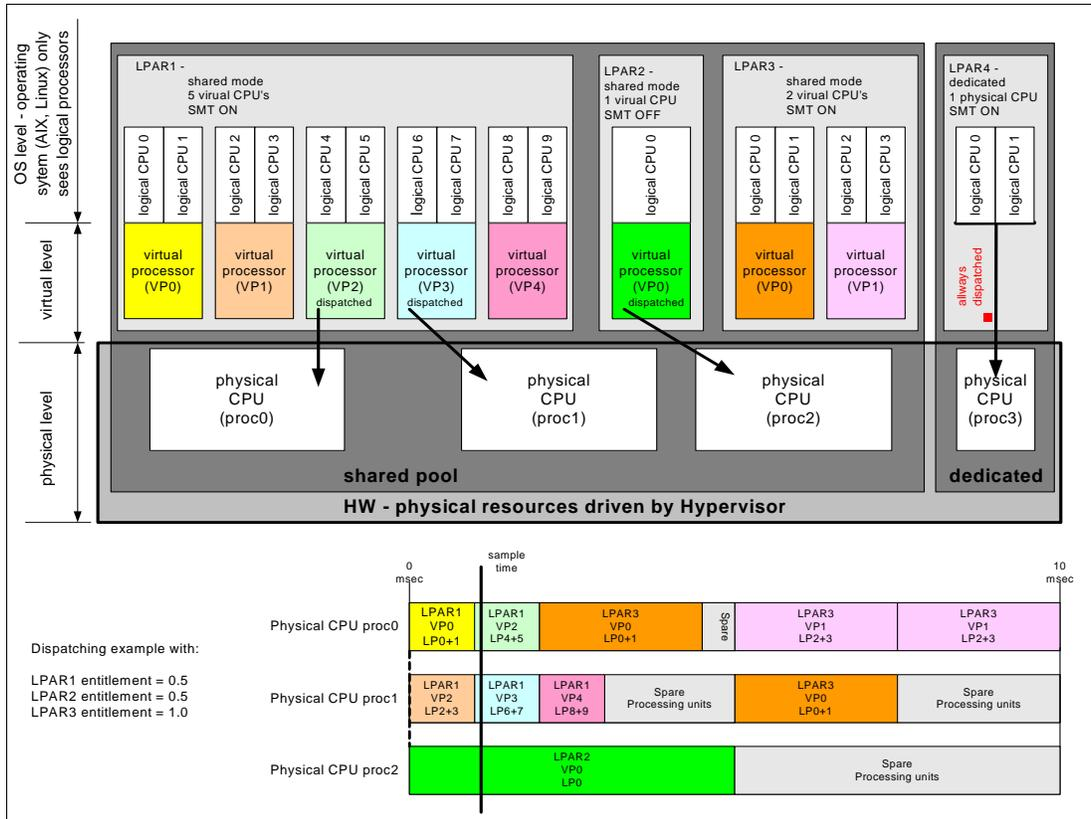 OS level - operating
sytem (AIX, Linux) only
sees logical processors
virtual level
physical level
LPAR1 -
shared mode
5 virual CPU's
SMT ON
logical CPU 0
logical CPU 1
logical CPU 2
logical CPU 3
logical CPU 4
logical CPU 5
logical CPU 6
logical CPU 7
logical CPU 8
logical CPU 9
virtual
processor
(VP0)
virtual
processor
(VP1)
virtual
processor
(VP2)
dispatched
virtual
processor
(VP3)
dispatched
virtual
processor
(VP4)
LPAR2 -
shared mode
1 virual CPU
SMT OFF
logical CPU 0
virtual
processor
(VP0)
dispatched
LPAR3 -
shared mode
2 virual CPU's
SMT ON
logical CPU 0
logical CPU 1
logical CPU 2
logical CPU 3
virtual
processor
(VP0)
virtual
processor
(VP1)
LPAR4 -
dedicated
1 physical CPU
SMT ON
logical CPU 0
logical CPU 1
allways
dispatched
physical
CPU
(proc0)
physical
CPU
(proc1)
physical
CPU
(proc2)
physical
CPU
(proc3)
shared pool
dedicated
HW - physical resources driven by Hypervisor
0
msec
sample
time
10
msec
Physical CPU proc0
LPAR1
VP0
LP0+1
LPAR1
VP2
LP4+5
LPAR3
VP0
LP0+1
Spare
LPAR3
VP1
LP2+3
LPAR3
VP1
LP2+3
Dispatching example with:
LPAR1 entitlement = 0.5
LPAR2 entitlement = 0.5
LPAR3 entitlement = 1.0
Physical CPU proc1
LPAR1
VP2
LP2+3
LPAR1
VP3
LP6+7
LPAR1
VP4
LP8+9
Spare
Processing units
LPAR3
VP0
LP0+1
Spare
Processing units
Physical CPU proc2
LPAR2
VP0
LP0
Spare
Processing units